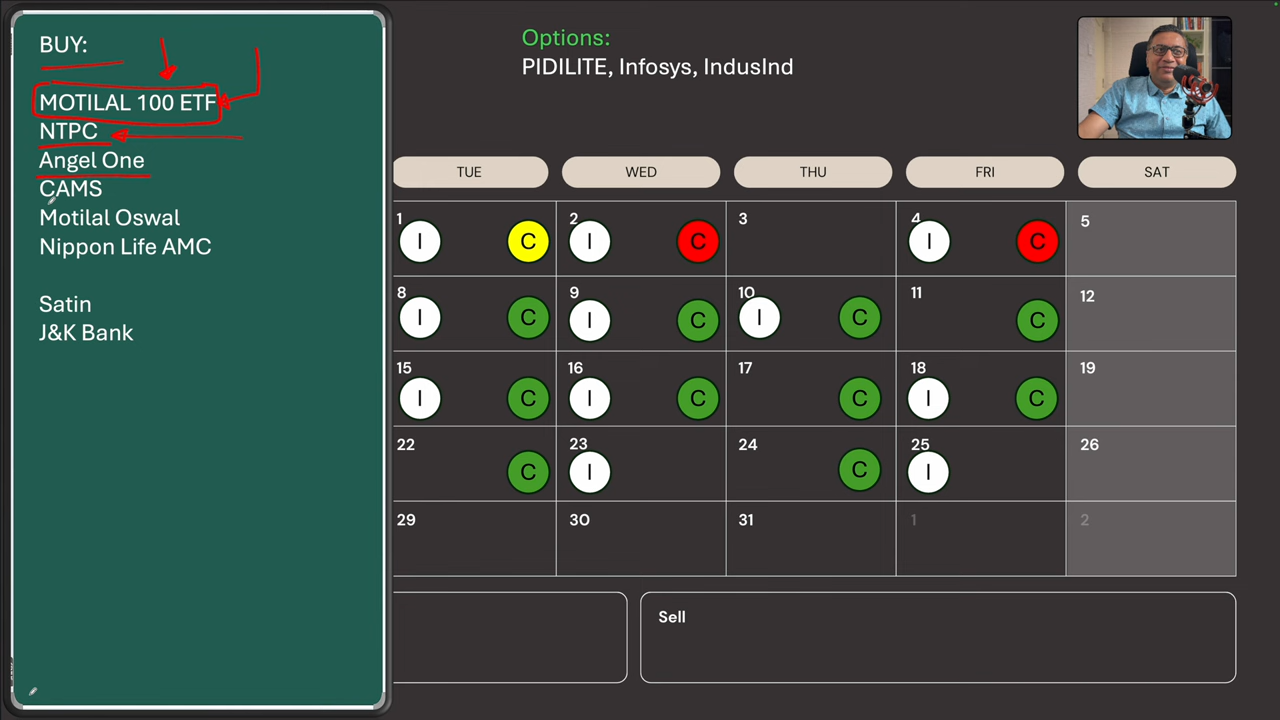 BUY:
MOTILAL 100 ETF
NTPC
Angel One
CAMS
Motilal Oswal
Nippon Life AMC
Satin
J&K Bank
Options:
PIDILITE, Infosys, IndusInd
TUE WED THU FRI SAT
1 2 3 4 5
I C I C I C
8 9 10 11 12
I C I C I C C
15 16 17 18 19
I C I C C I C
22 23 24 25 26
C I C I
29 30 31 1 2
Sell